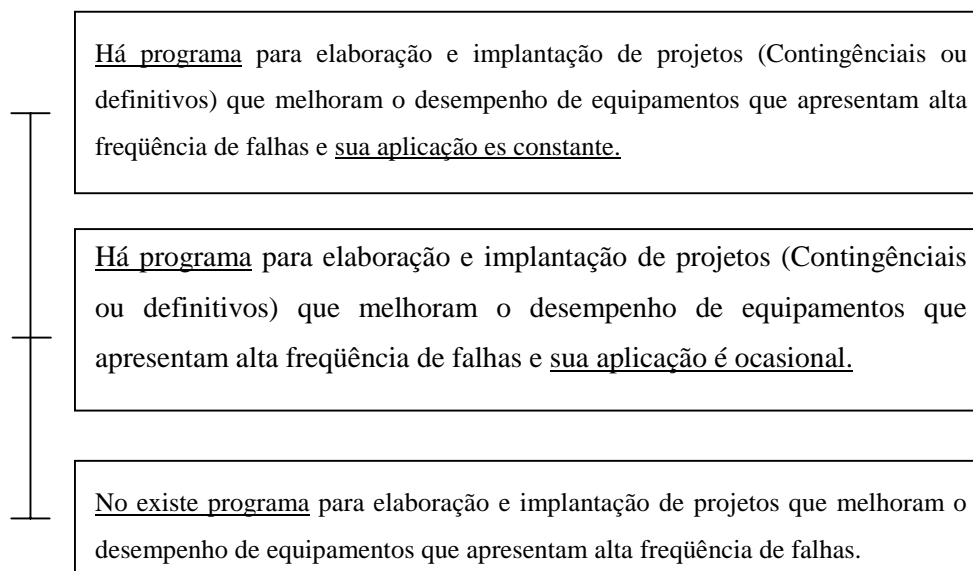 Há programa para elaboração e implantação de projetos (Contingênciais ou
definitivos) que melhoram o desempenho de equipamentos que apresentam alta
freqüência de falhas e sua aplicação es constante.
Há programa para elaboração e implantação de projetos (Contingênciais
ou definitivos) que melhoram o desempenho de equipamentos que
apresentam alta freqüência de falhas e sua aplicação é ocasional.
No existe programa para elaboração e implantação de projetos que melhoram o
desempenho de equipamentos que apresentam alta freqüência de falhas.